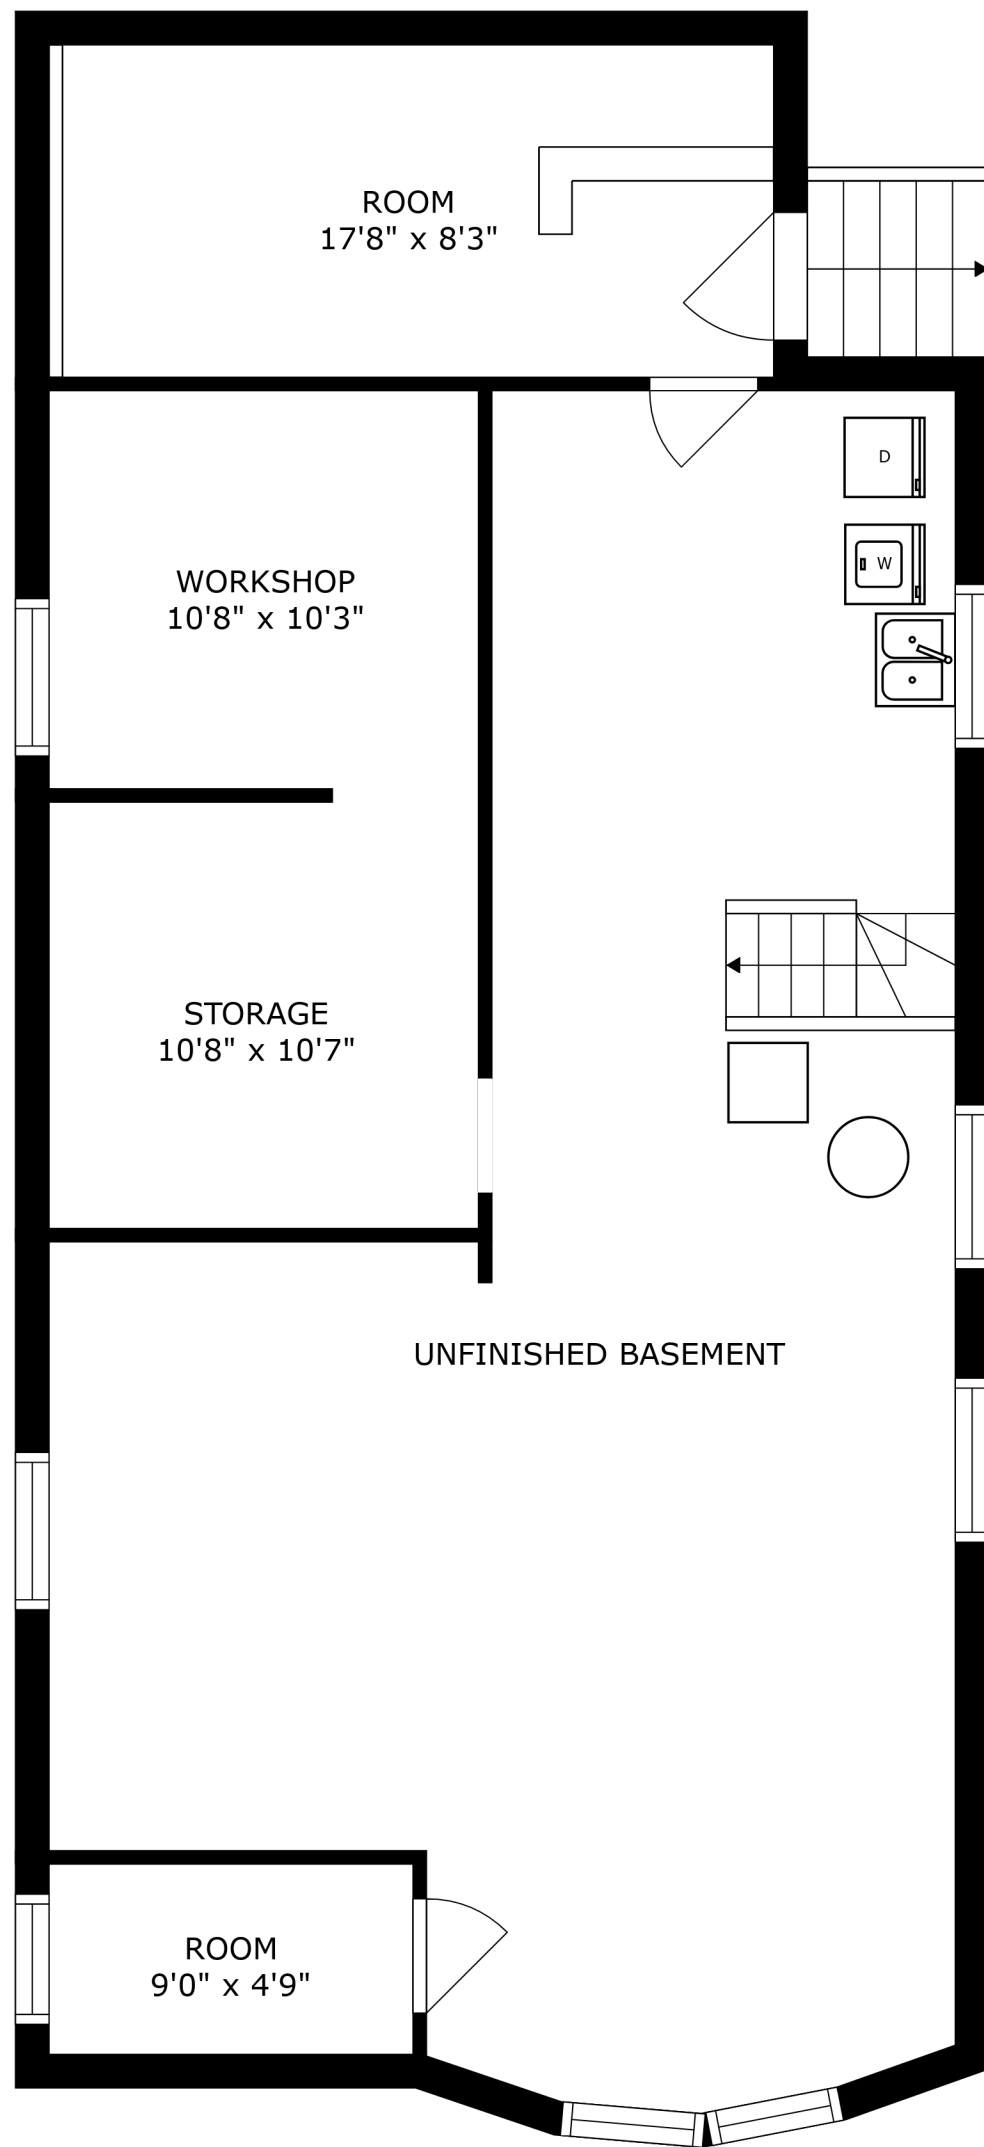 ROOM
17'8" x 8'3"
D
WORKSHOP
10'8" x 10'3"
W
STORAGE
10'8" x 10'7"
UNFINISHED BASEMENT
ROOM
9'0" x 4'9"